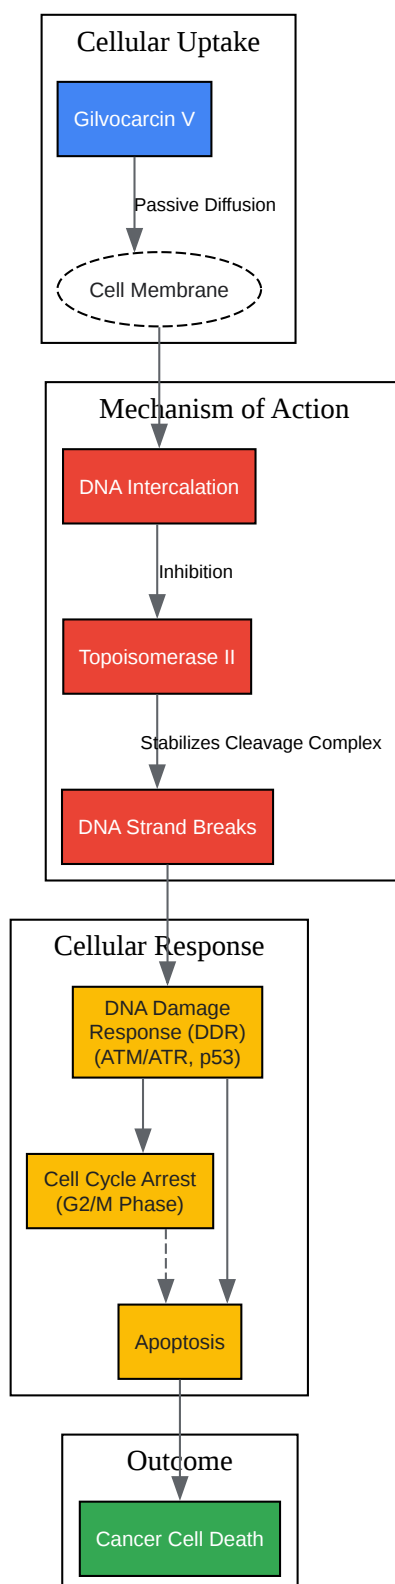 Cellular Uptake
Gilvocarcin V
Passive Diffusion
Cell Membrane
Mechanism of Action
DNA Intercalation
Inhibition
Topoisomerase II
Stabilizes Cleavage Complex
DNA Strand Breaks
Cellular Response
DNA Damage
Response (DDR)
(ATM/ATR, p53)
Cell Cycle Arrest
(G2/M Phase)
Apoptosis
Outcome
Cancer Cell Death